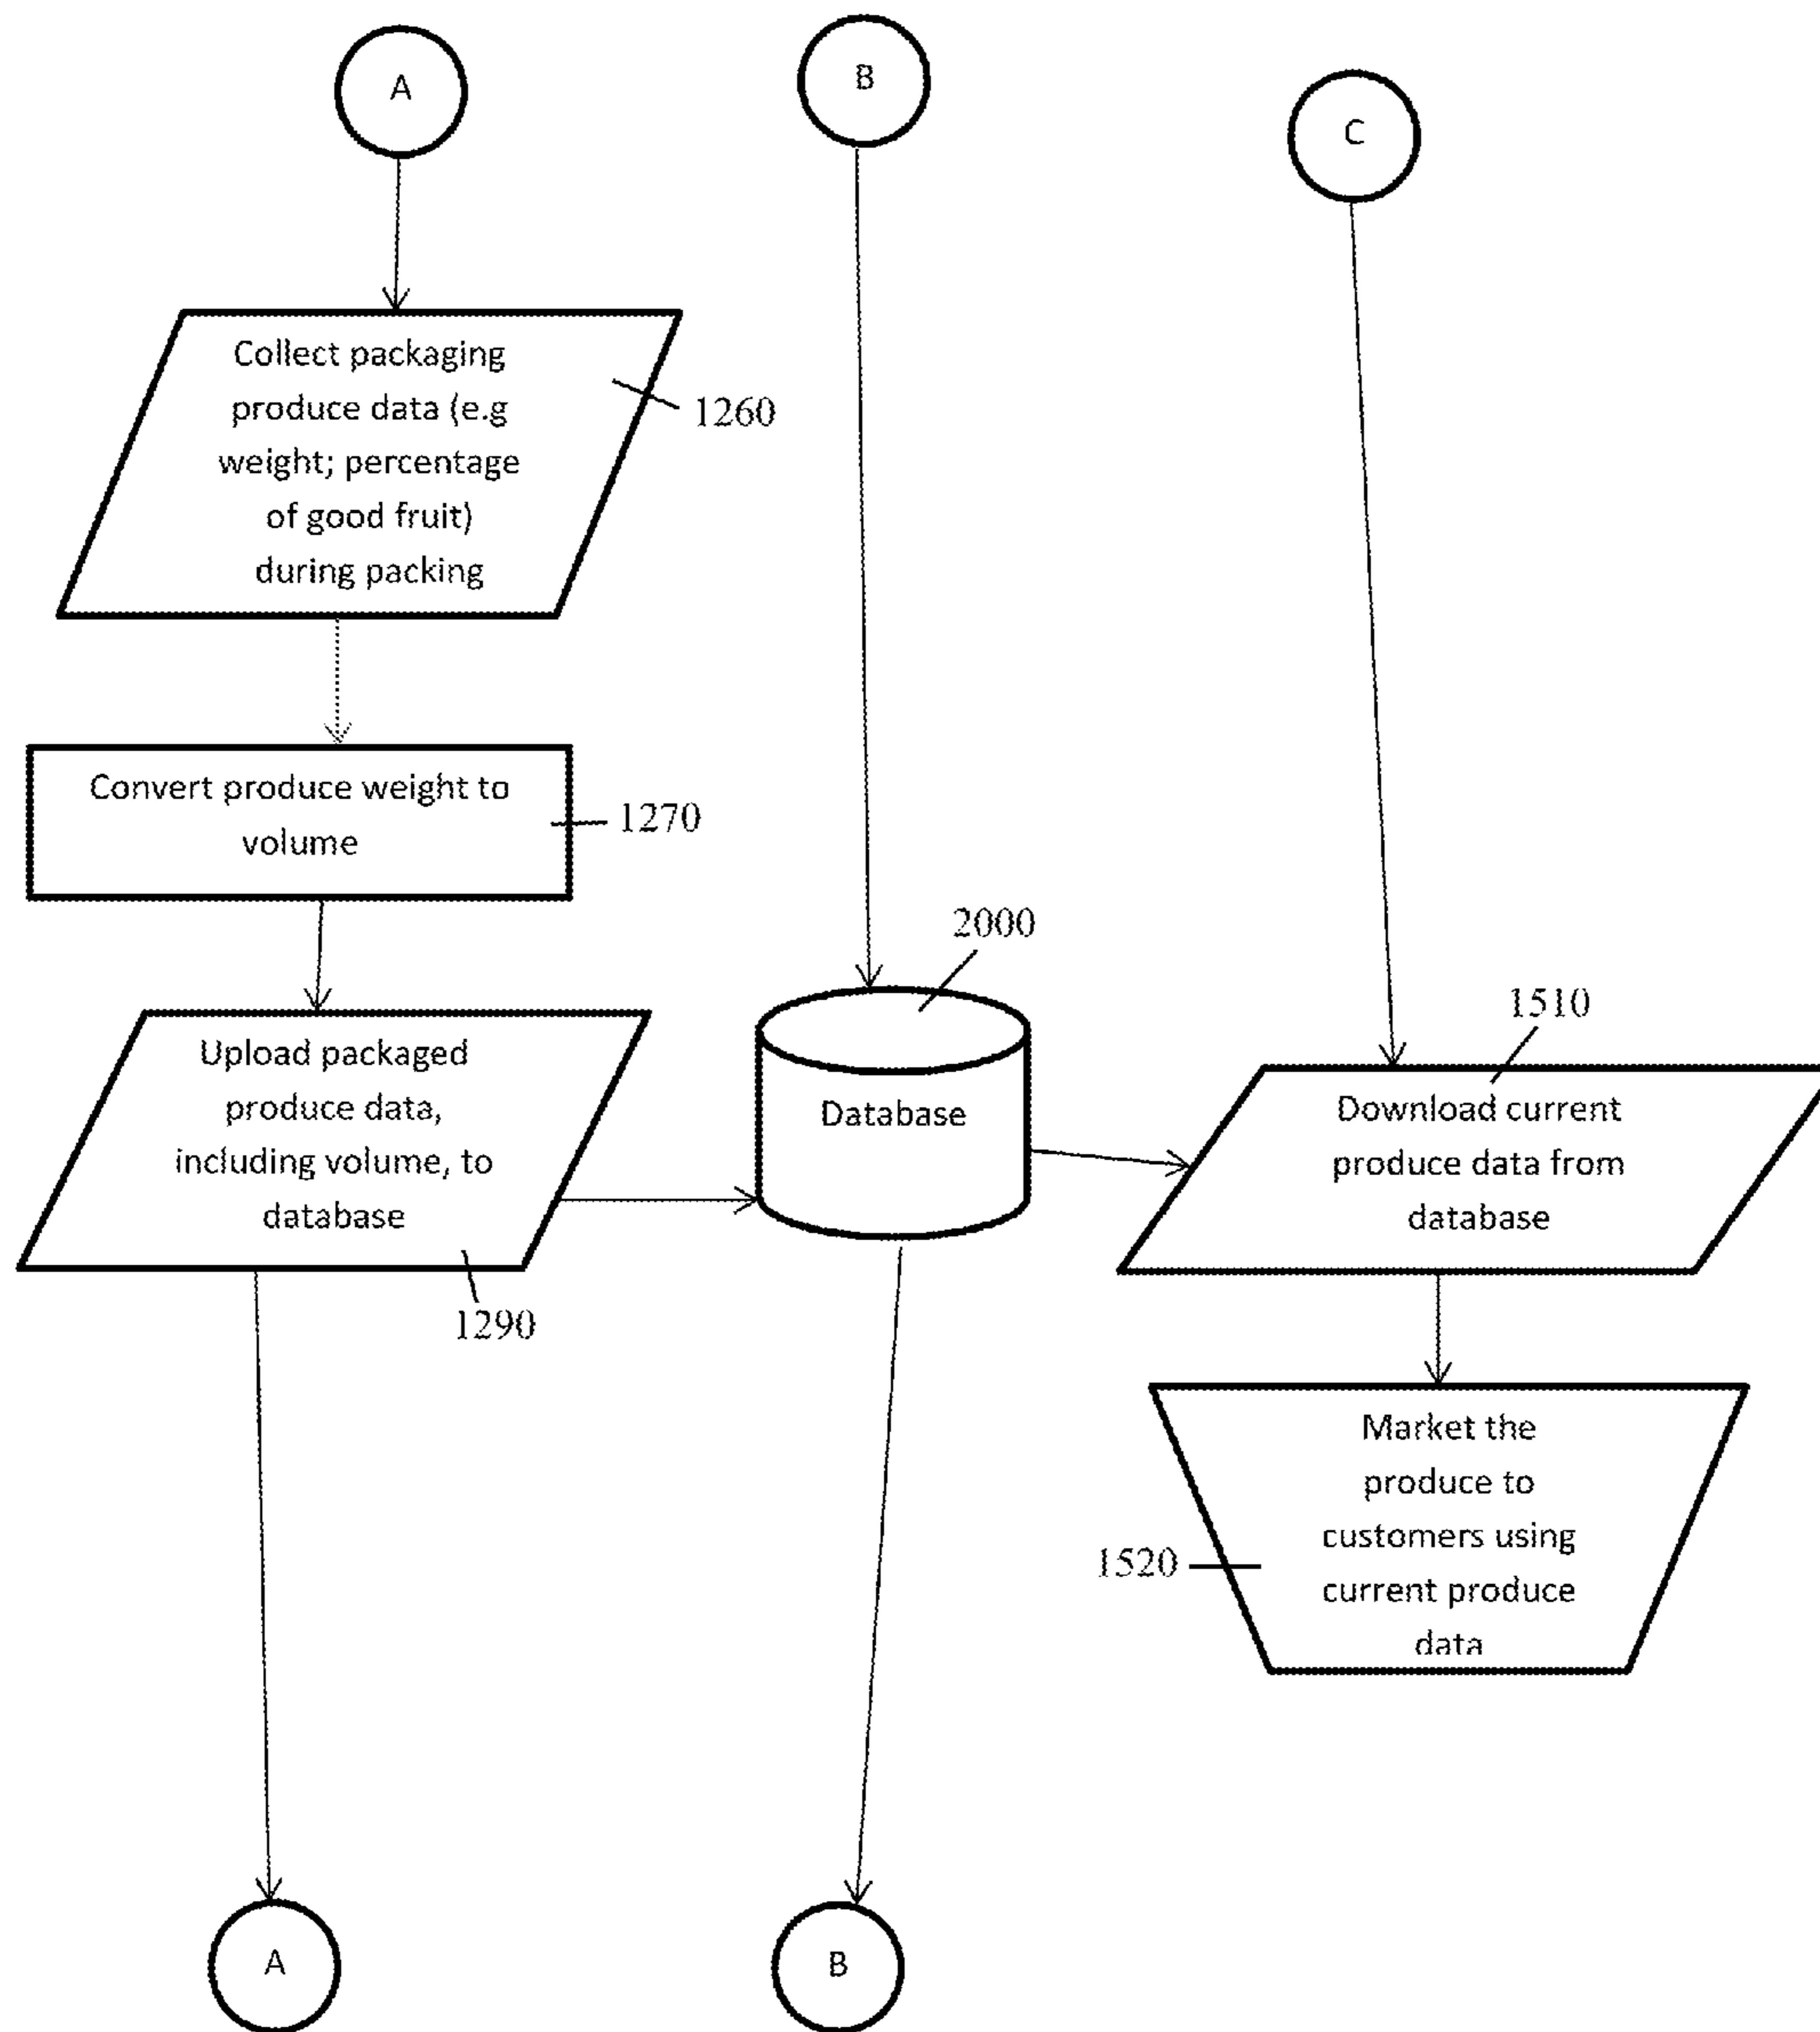 A
B
C
Collect packaging
produce data (e.g
weight; percentage
of good fruit)
during packing
1260
Convert produce weight to
volume
1270
Upload packaged
produce data,
including volume, to
database
1290
2000
Database
1510
Download current
produce data from
database
Market the
produce to
customers using
current produce
data
1520
A
B